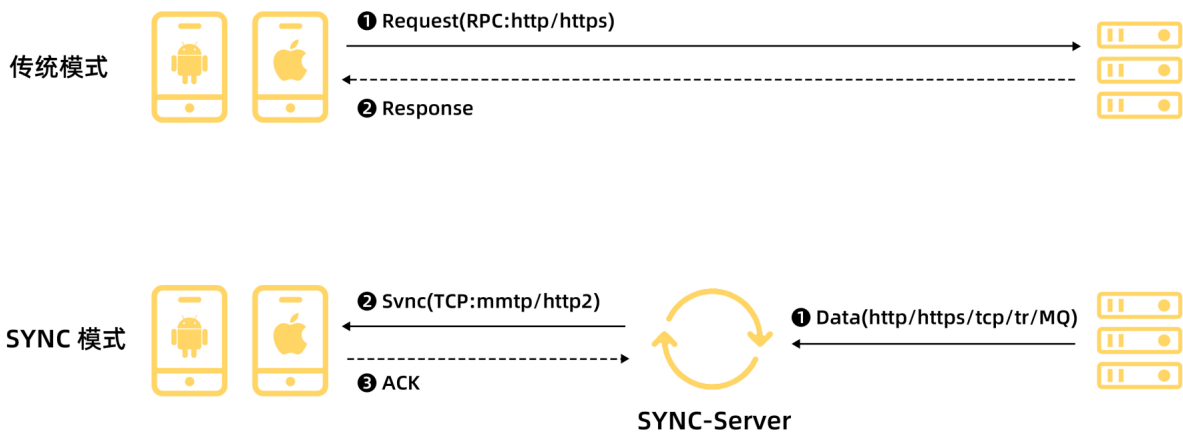 ❶ Request(RPC:http/https)
传统模式
❷ Response
❷ Svnc(TCP:mmtp/http2)
❶ Data(http/https/tcp/tr/MQ)
SYNC 模式
❸ ACK
SYNC-Server